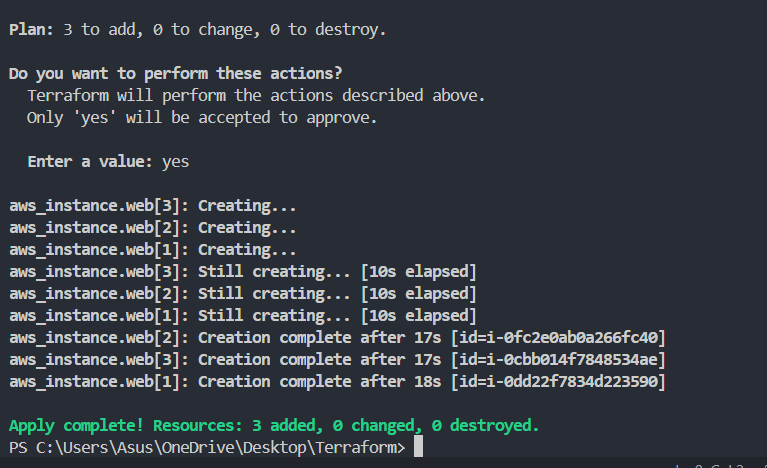 Plan: 3 to add, 0 to change, 0 to destroy.
Do you want to perform these actions?
Terraform will perform the actions described above.
Only 'yes' will be accepted to approve.
Enter a value: yes
aws_instance.web[3]: Creating...
aws_instance.web[2]: Creating...
aws_instance.web[1]: Creating...
aws_instance.web[3]: Still creating... [10s elapsed]
aws_instance.web[2]: Still creating... [10s elapsed]
aws_instance.web[1]: Still creating... [10s elapsed]
aws_instance.web[2]: Creation complete after 17s [id=i-0fc2e0ab0a266fc40]
aws_instance.web[3]: Creation complete after 17s [id=i-0cbb014f7848534ae]
aws_instance.web[1]: Creation complete after 18s [id=i-0dd22f7834d223590]
Apply complete! Resources: 3 added, 0 changed, 0 destroyed.
PS C:\Users\Asus\OneDrive\Desktop\Terraform>